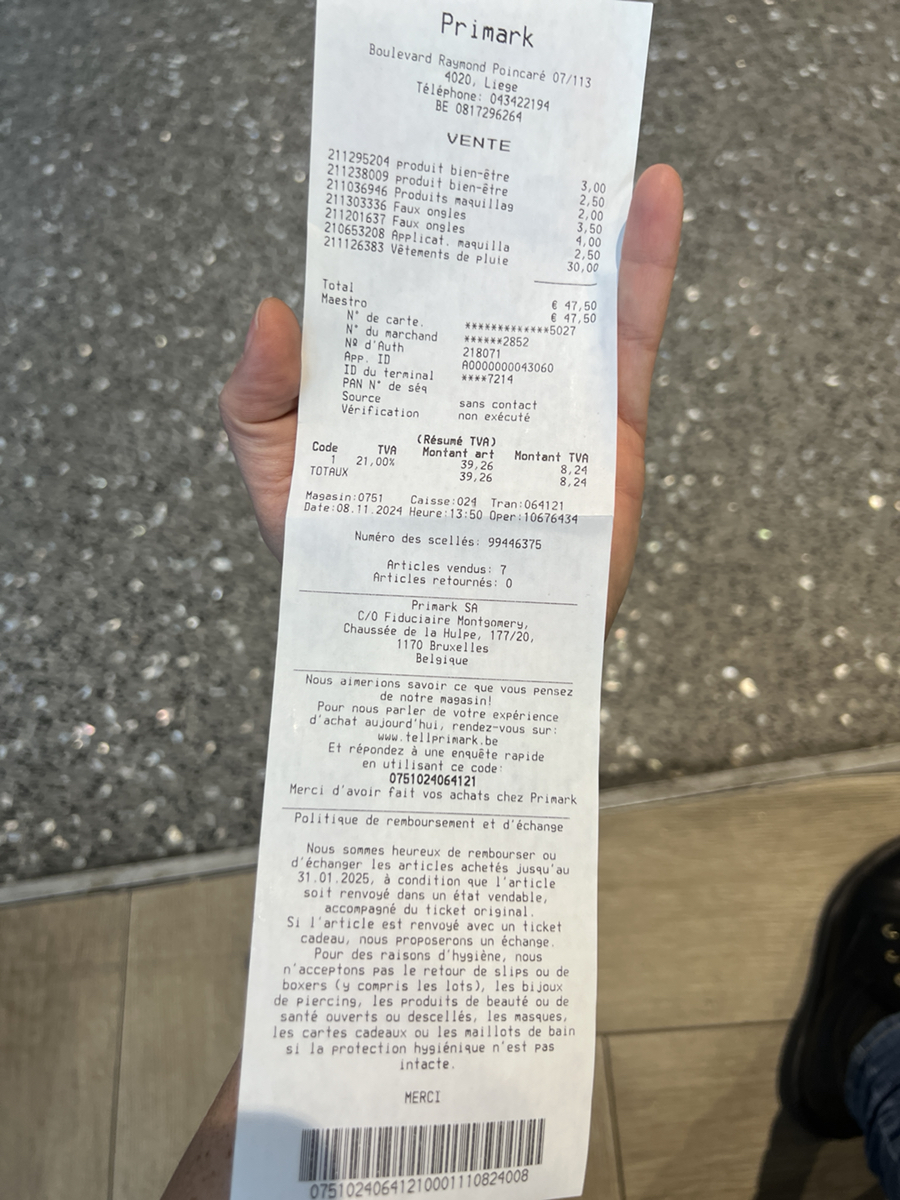 Primark
Boulevard Raymond Poincaré 07/113
4020, Liege
Téléphone: 043422194
BE 0817296264
VENTE
211295204 produit bien-être 3,00
211238009 produit bien-être 2,50
211036946 Produits maquillag 2,00
211303336 Faux ongles 3,50
211201637 Faux ongles 4,00
210653208 Applicat. maquilla 2,50
211126383 Vêtements de pluie 30,00
Total € 47,50
Maestro € 47,50
N° de carte. *************5027
N° du marchand ******2852
Nº d'Auth 218071
App. ID A0000000043060
ID du terminal ****7214
PAN N° de séq
Source sans contact
Vérification non exécuté
(Résumé TVA)
Code TVA Montant art Montant TVA
1 21,00% 39,26 8,24
TOTAUX 39,26 8,24
Magasin:0751 Caisse:024 Tran:064121
Date:08.11.2024 Heure:13:50 Oper:10676434
Numéro des scellés: 99446375
Articles vendus: 7
Articles retournés: 0
Primark SA
C/O Fiduciaire Montgomery,
Chaussée de la Hulpe, 177/20,
1170 Bruxelles
Belgique
Nous aimerions savoir ce que vous pensez
de notre magasin!
Pour nous parler de votre expérience
d'achat aujourd'hui, rendez-vous sur:
www.tellprimark.be
Et répondez à une enquête rapide
en utilisant ce code:
0751024064121
Merci d'avoir fait vos achats chez Primark
Politique de remboursement et d'échange
Nous sommes heureux de rembourser ou
d'échanger les articles achetés jusqu'au
31.01.2025, à condition que l'article
soit renvoyé dans un état vendable,
accompagné du ticket original.
Si l'article est renvoyé avec un ticket
cadeau, nous proposerons un échange.
Pour des raisons d'hygiène, nous
n'acceptons pas le retour de slips ou de
boxers (y compris les lots), les bijoux
de piercing, les produits de beauté ou de
santé ouverts ou descellés, les masques,
les cartes cadeaux ou les maillots de bain
si la protection hygiénique n'est pas
intacte.
MERCI
07510240641210001110824008